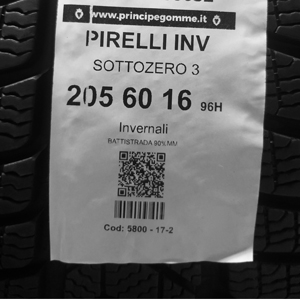 www.principegomme.it
PIRELLI INV
SOTTOZERO 3
205 60 16 96H
Invernali
BATTISTRADA 90% MM
Cod: 5800 - 17-2